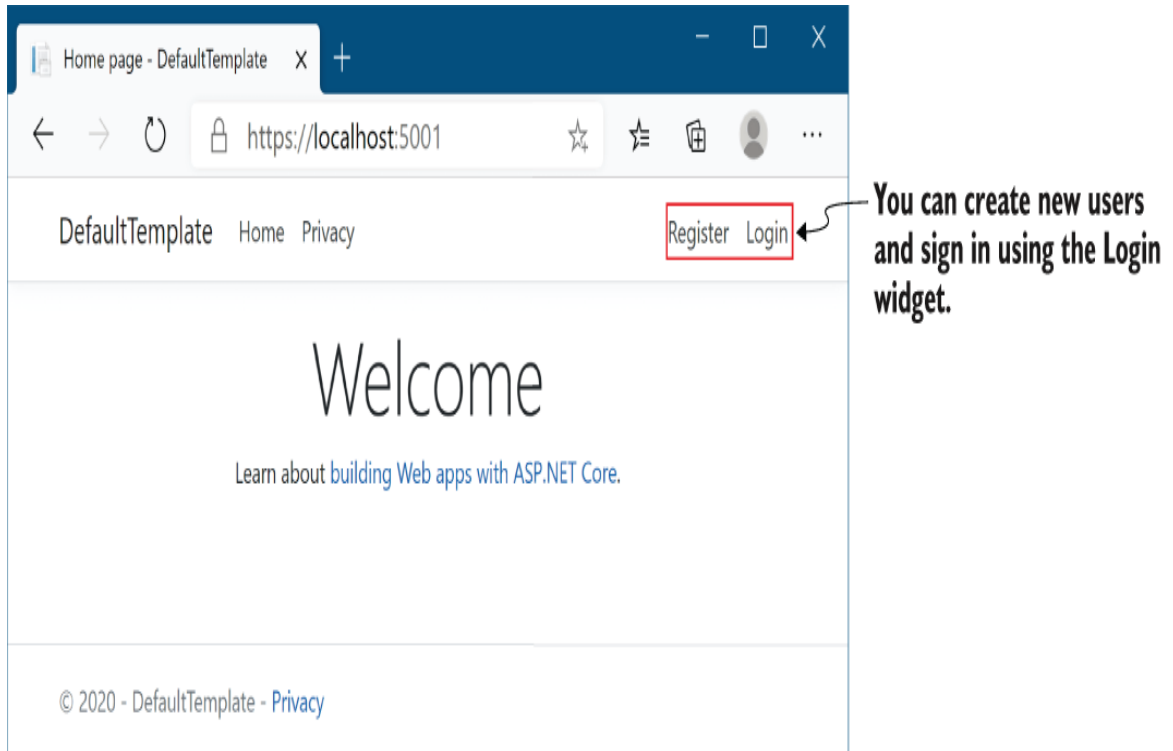 Home page - DefaultTemplate
https://localhost:5001
DefaultTemplate Home Privacy Register Login
You can create new users
and sign in using the Login
widget.
Welcome
Learn about building Web apps with ASP.NET Core.
© 2020 - DefaultTemplate - Privacy